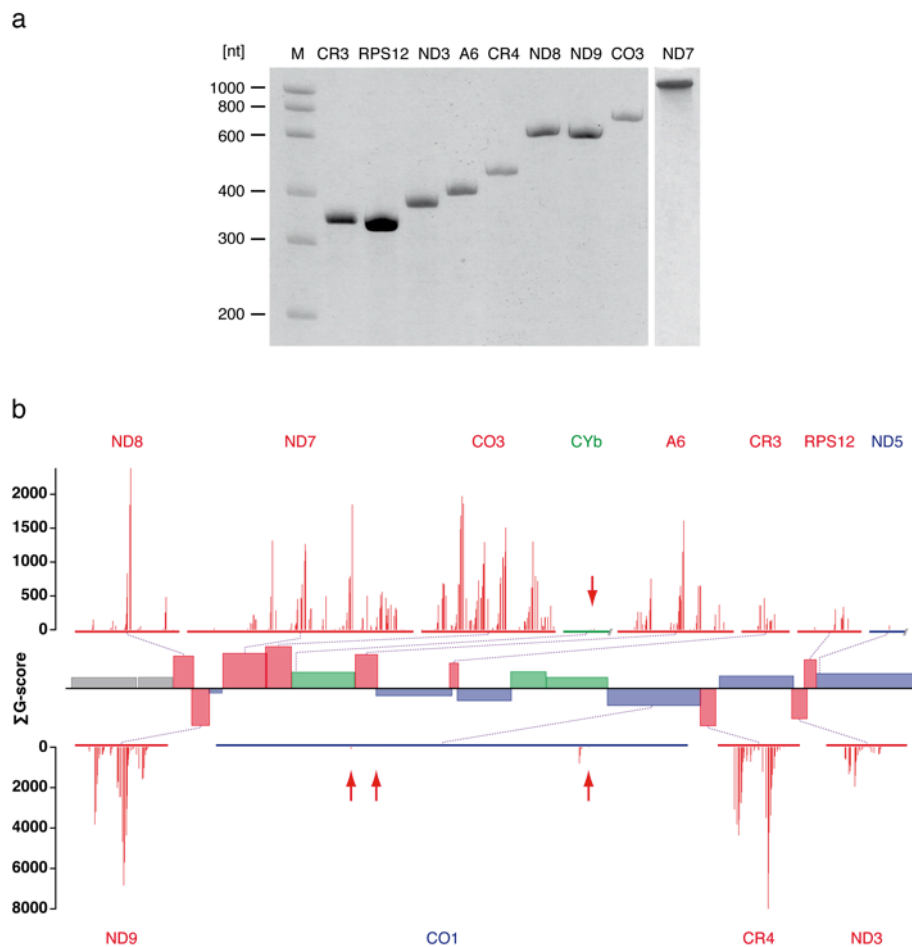 a
[nt] M CR3 RPS12 ND3 A6 CR4 ND8 ND9 CO3 ND7
1000
800
600
400
300
200
b
ND8 ND7 CO3 CYb A6 CR3 RPS12 ND5
2000
1500
1000
500
0
ΣG-score
0
2000
4000
6000
8000
ND9 CO1 CR4 ND3